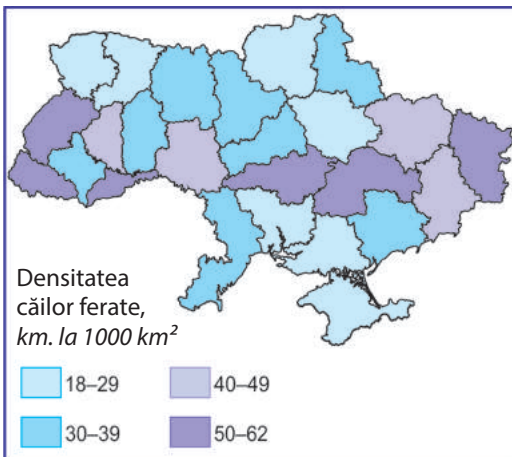 Densitatea
căilor ferate,
km. la 1000 km²
18–29
40–49
30–39
50–62